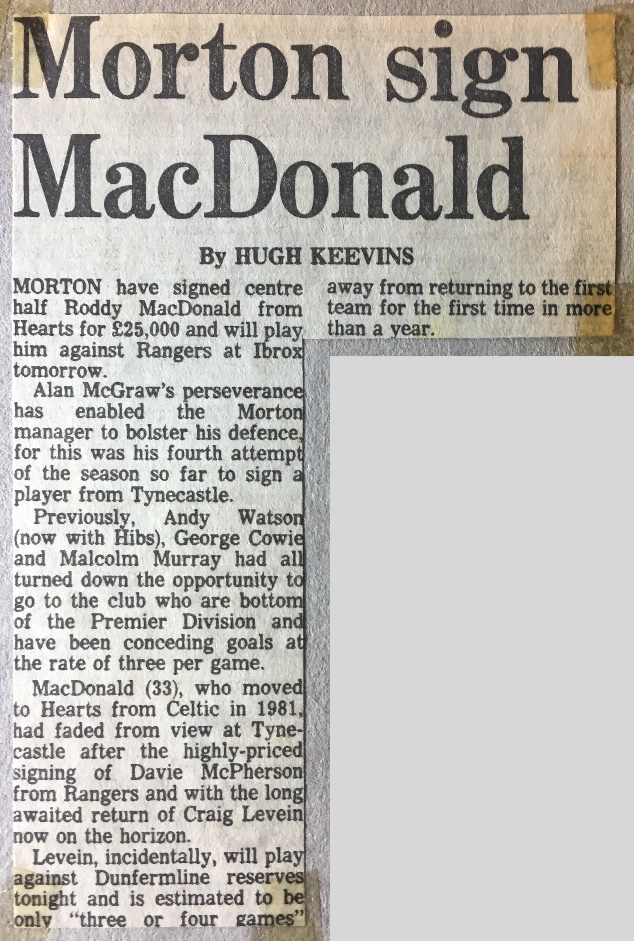 Morton sign
MacDonald
By HUGH KEEVINS
MORTON have signed centre
half Roddy MacDonald from
Hearts for £25,000 and will play
him against Rangers at Ibrox
tomorrow.
Alan McGraw's perseverance
has enabled the Morton
manager to bolster his defence,
for this was his fourth attempt
of the season so far to sign a
player from Tynecastle.
Previously, Andy Watson
(now with Hibs), George Cowie
and Malcolm Murray had all
turned down the opportunity to
go to the club who are bottom
of the Premier Division and
have been conceding goals at
the rate of three per game.
MacDonald (33), who moved
to Hearts from Celtic in 1981,
had faded from view at Tyne-
castle after the highly-priced
signing of Davie McPherson
from Rangers and with the long
awaited return of Craig Levein
now on the horizon.
Levein, incidentally, will play
against Dunfermline reserves
tonight and is estimated to be
only "three or four games"
away from returning to the first
team for the first time in more
than a year.